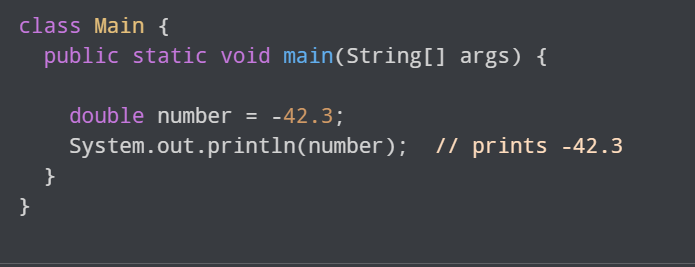 class Main {
  public static void main(String[] args) {

    double number = -42.3;
    System.out.println(number);  // prints -42.3
  }
}